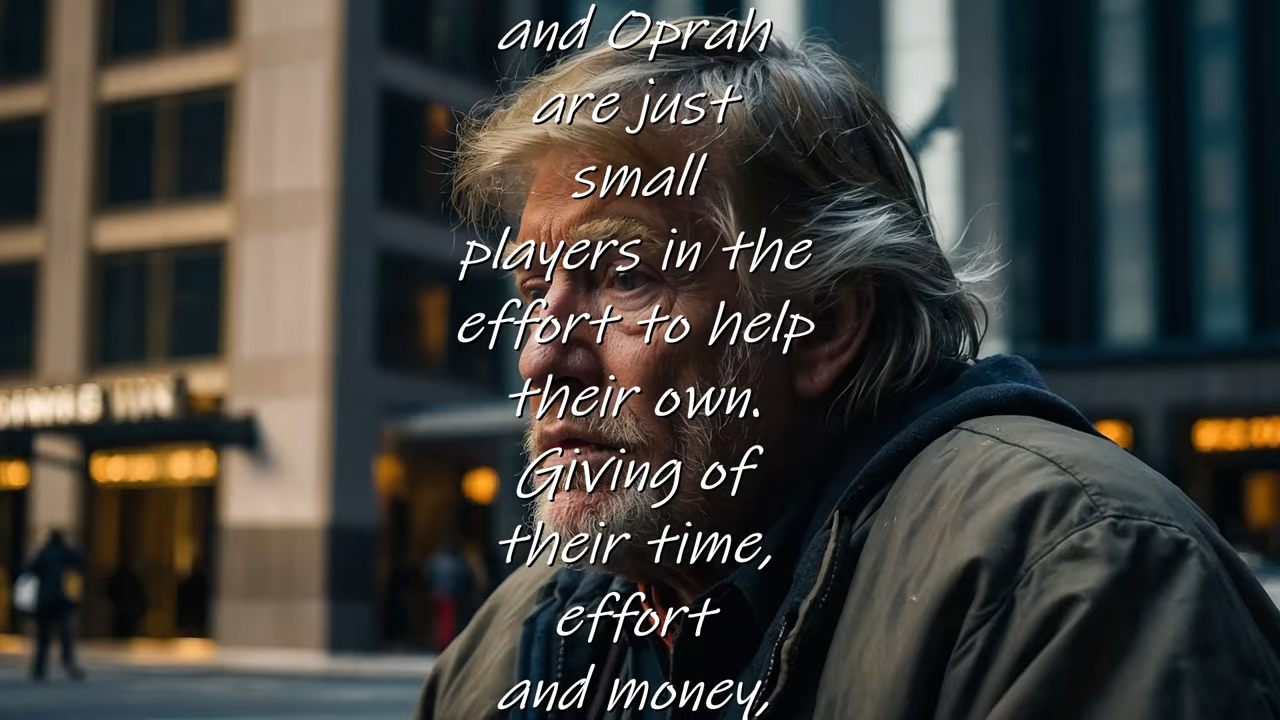 and Oprah
are just
small
players in the
effort to help
their own.
Giving of
their time,
effort
and money,